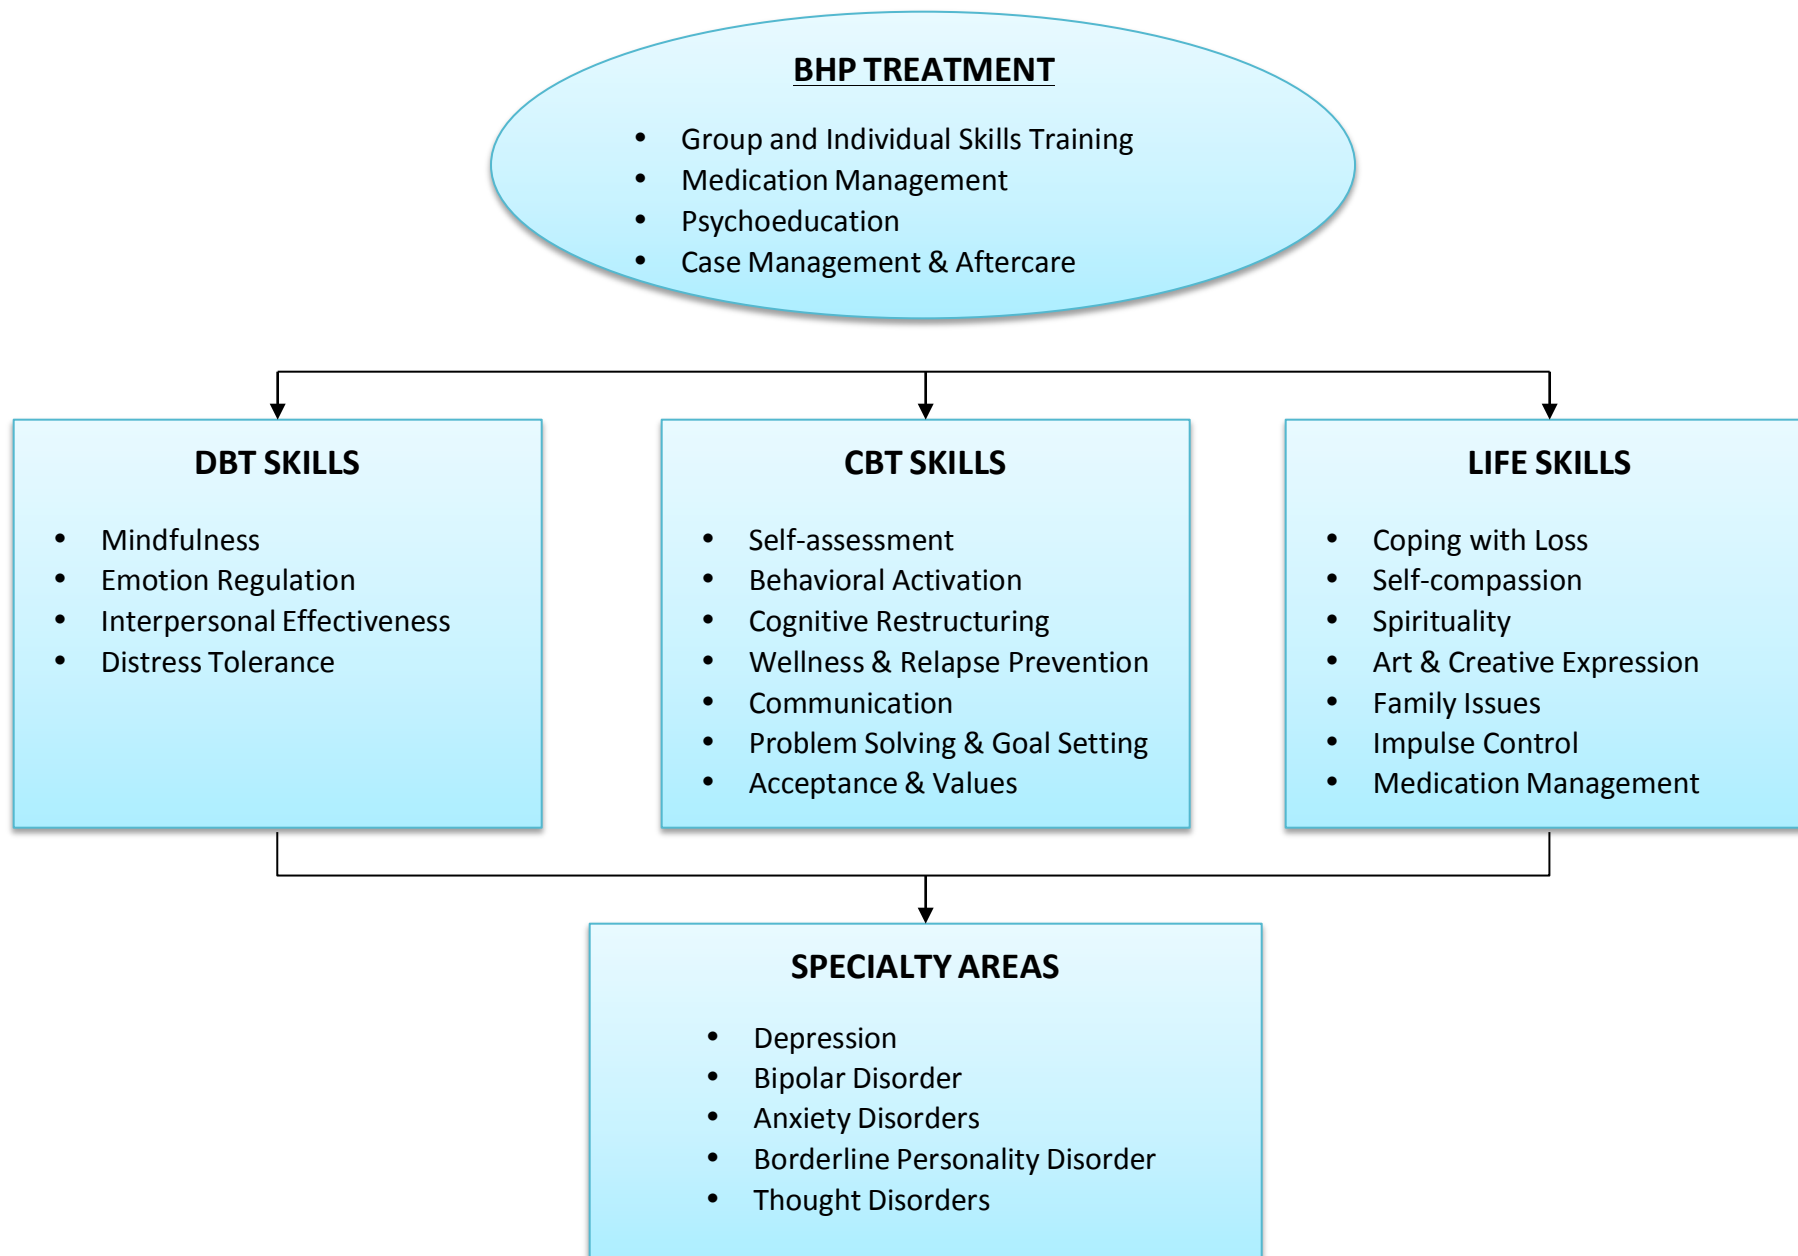 BHP TREATMENT
• Group and Individual Skills Training
• Medication Management
• Psychoeducation
• Case Management & Aftercare
DBT SKILLS
• Mindfulness
• Emotion Regulation
• Interpersonal Effectiveness
• Distress Tolerance
CBT SKILLS
• Self-assessment
• Behavioral Activation
• Cognitive Restructuring
• Wellness & Relapse Prevention
• Communication
• Problem Solving & Goal Setting
• Acceptance & Values
LIFE SKILLS
• Coping with Loss
• Self-compassion
• Spirituality
• Art & Creative Expression
• Family Issues
• Impulse Control
• Medication Management
SPECIALTY AREAS
• Depression
• Bipolar Disorder
• Anxiety Disorders
• Borderline Personality Disorder
• Thought Disorders